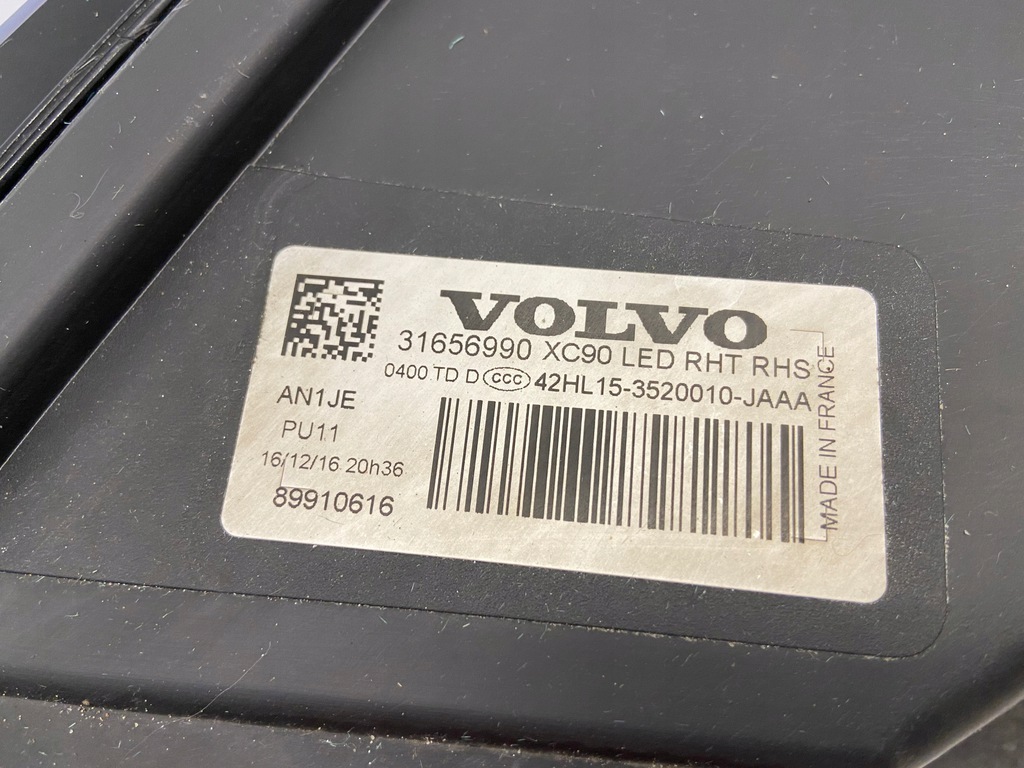 VOLVO
31656990 XC90 LED RHT RHS
0400 TD D CCC 42HL15-3520010-JAAA
AN1JE
PU11
16/12/16 20h36
89910616
MADE IN FRANCE